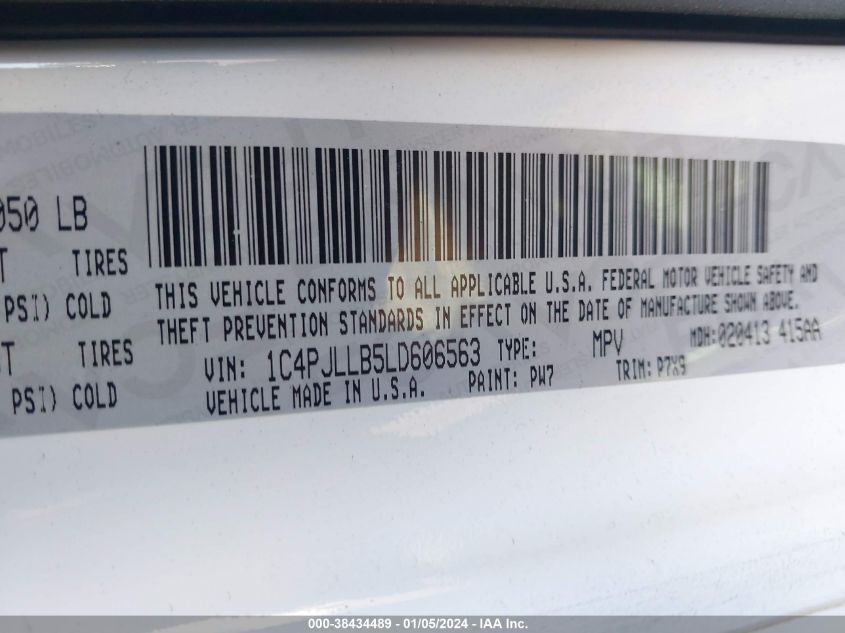 050 LB
T TIRES
PSI) COLD
T TIRES
PSI) COLD
THIS VEHICLE CONFORMS TO ALL APPLICABLE U.S.A. FEDERAL MOTOR VEHICLE SAFETY AND
THEFT PREVENTION STANDARDS IN EFFECT ON THE DATE OF MANUFACTURE SHOWN ABOVE.
VIN: 1C4PJLLB5LD606563 TYPE: MPV MDH:020413 415AA
VEHICLE MADE IN U.S.A. PAINT: PW7 TRIM: P7X9
000-38434489 - 01/05/2024 - IAA Inc.